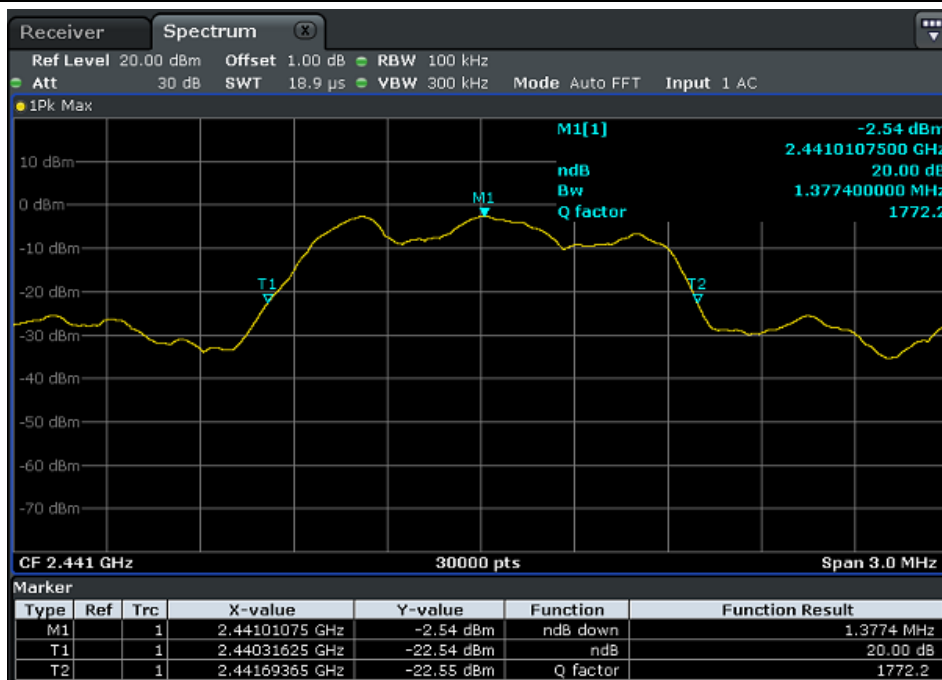 Receiver Spectrum X
Ref Level 20.00 dBm Offset 1.00 dB RBW 100 kHz
Att 30 dB SWT 18.9 µs VBW 300 kHz Mode Auto FFT Input 1 AC
1Pk Max
M1[1] -2.54 dBm
2.4410107500 GHz
ndB 20.00 dB
Bw 1.377400000 MHz
Q factor 1772.2
10 dBm
0 dBm
M1
-10 dBm
T1
T2
-20 dBm
-30 dBm
-40 dBm
-50 dBm
-60 dBm
-70 dBm
CF 2.441 GHz 30000 pts Span 3.0 MHz
Marker
Type Ref Trc X-value Y-value Function Function Result
M1 1 2.44101075 GHz -2.54 dBm ndB down 1.3774 MHz
T1 1 2.44031625 GHz -22.54 dBm ndB 20.00 dB
T2 1 2.44169365 GHz -22.55 dBm Q factor 1772.2